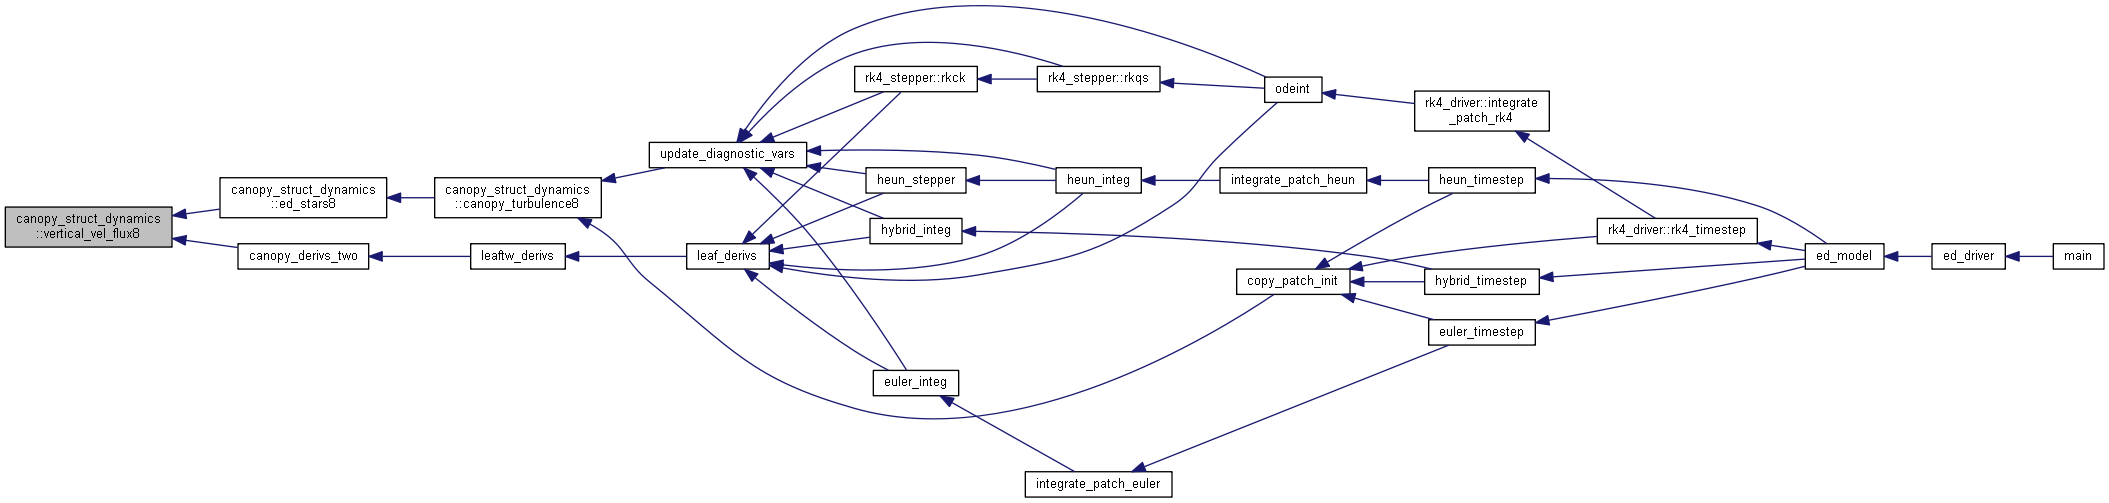 canopy_struct_dynamics
::vertical_vel_flux8
canopy_struct_dynamics
::ed_stars8
canopy_derivs_two
canopy_struct_dynamics
::canopy_turbulence8
leaftw_derivs
update_diagnostic_vars
leaf_derivs
rk4_stepper::rkck
heun_stepper
hybrid_integ
euler_integ
rk4_stepper::rkqs
heun_integ
integrate_patch_euler
odeint
integrate_patch_heun
copy_patch_init
rk4_driver::integrate
_patch_rk4
heun_timestep
hybrid_timestep
euler_timestep
rk4_driver::rk4_timestep
ed_model
ed_driver
main